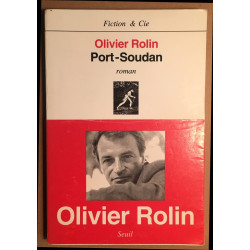 Fiction & Cie
Olivier Rolin
Port-Soudan
roman
Olivier Rolin
Seuil